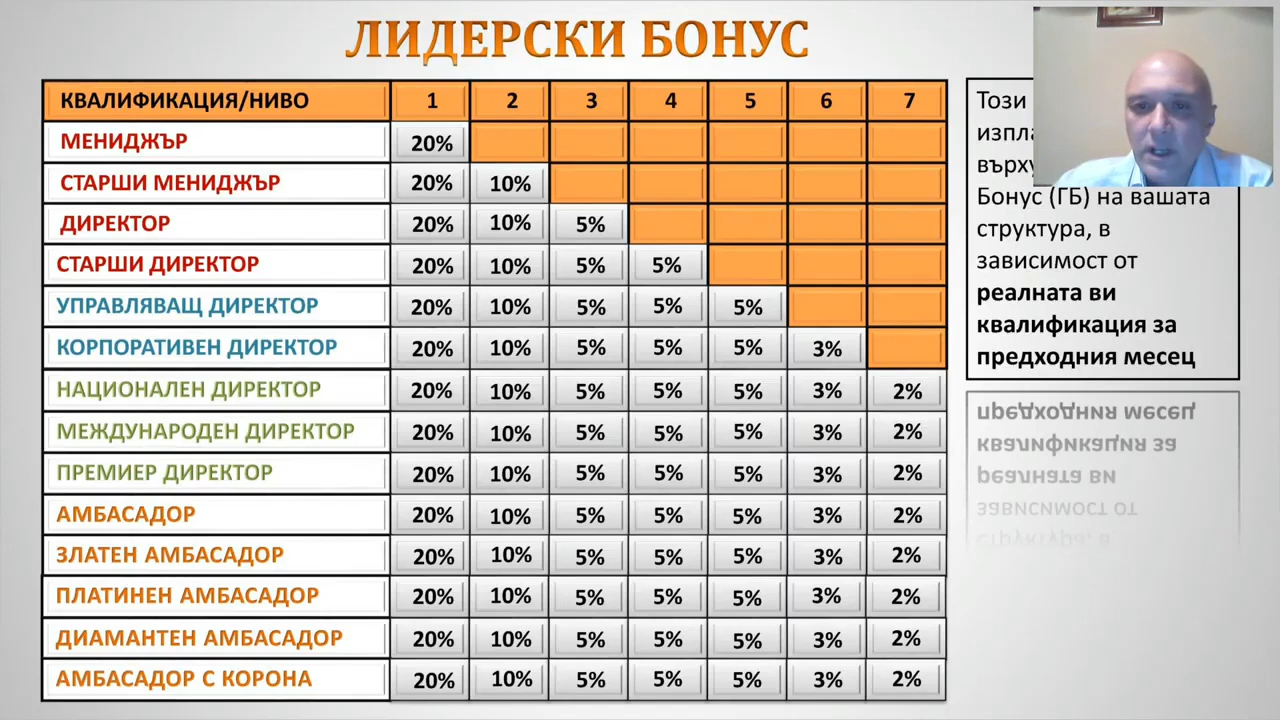 ЛИДЕРСКИ БОНУС
КВАЛИФИКАЦИЯ/НИВО 1 2 3 4 5 6 7
МЕНИДЖЪР 20%
СТАРШИ МЕНИДЖЪР 20% 10%
ДИРЕКТОР 20% 10% 5%
СТАРШИ ДИРЕКТОР 20% 10% 5% 5%
УПРАВЛЯВАЩ ДИРЕКТОР 20% 10% 5% 5% 5%
КОРПОРАТИВЕН ДИРЕКТОР 20% 10% 5% 5% 5% 3%
НАЦИОНАЛЕН ДИРЕКТОР 20% 10% 5% 5% 5% 3% 2%
МЕЖДУНАРОДЕН ДИРЕКТОР 20% 10% 5% 5% 5% 3% 2%
ПРЕМИЕР ДИРЕКТОР 20% 10% 5% 5% 5% 3% 2%
АМБАСАДОР 20% 10% 5% 5% 5% 3% 2%
ЗЛАТЕН АМБАСАДОР 20% 10% 5% 5% 5% 3% 2%
ПЛАТИНЕН АМБАСАДОР 20% 10% 5% 5% 5% 3% 2%
ДИАМАНТЕН АМБАСАДОР 20% 10% 5% 5% 5% 3% 2%
АМБАСАДОР С КОРОНА 20% 10% 5% 5% 5% 3% 2%
Този
Бонус (ГБ) на вашата
структура, в
зависимост от
реалната ви
квалификация за
предходния месец